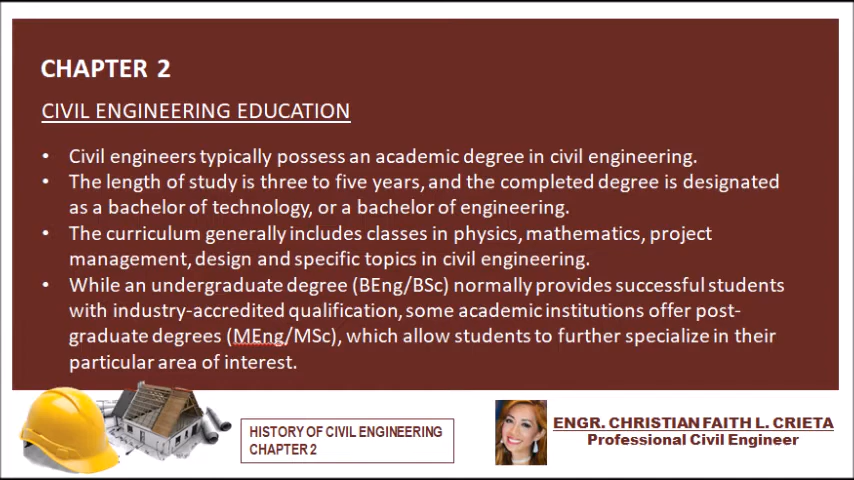 CHAPTER 2
CIVIL ENGINEERING EDUCATION
• Civil engineers typically possess an academic degree in civil engineering.
• The length of study is three to five years, and the completed degree is designated
as a bachelor of technology, or a bachelor of engineering.
• The curriculum generally includes classes in physics, mathematics, project
management, design and specific topics in civil engineering.
• While an undergraduate degree (BEng/BSc) normally provides successful students
with industry-accredited qualification, some academic institutions offer post-
graduate degrees (MEng/MSc), which allow students to further specialize in their
particular area of interest.
HISTORY OF CIVIL ENGINEERING
CHAPTER 2
ENGR. CHRISTIAN FAITH L. CRIETA
Professional Civil Engineer